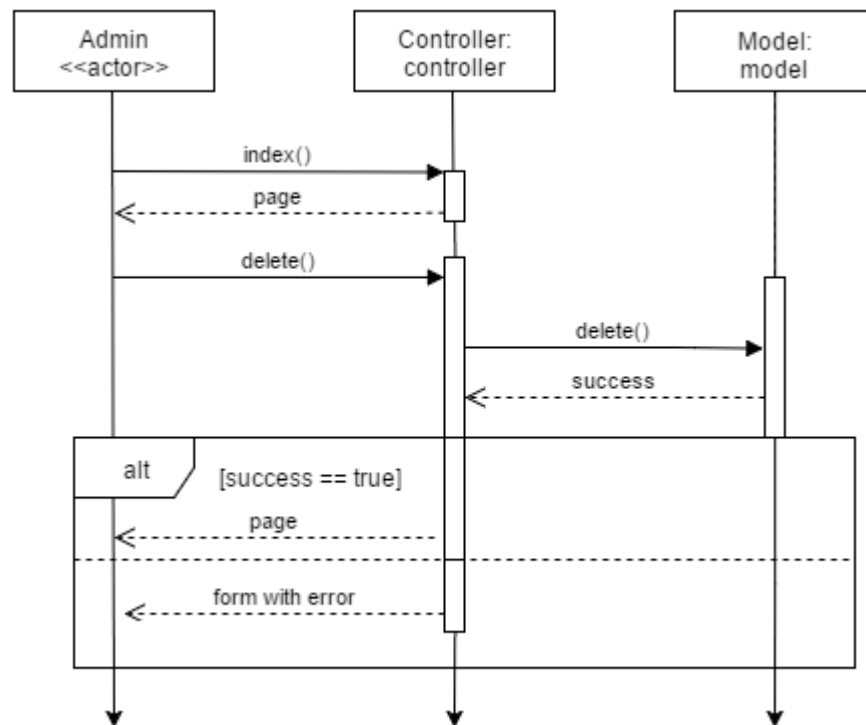 Admin
<<actor>>
Controller:
controller
Model:
model
index()
page
delete()
delete()
success
alt
[success == true]
page
form with error